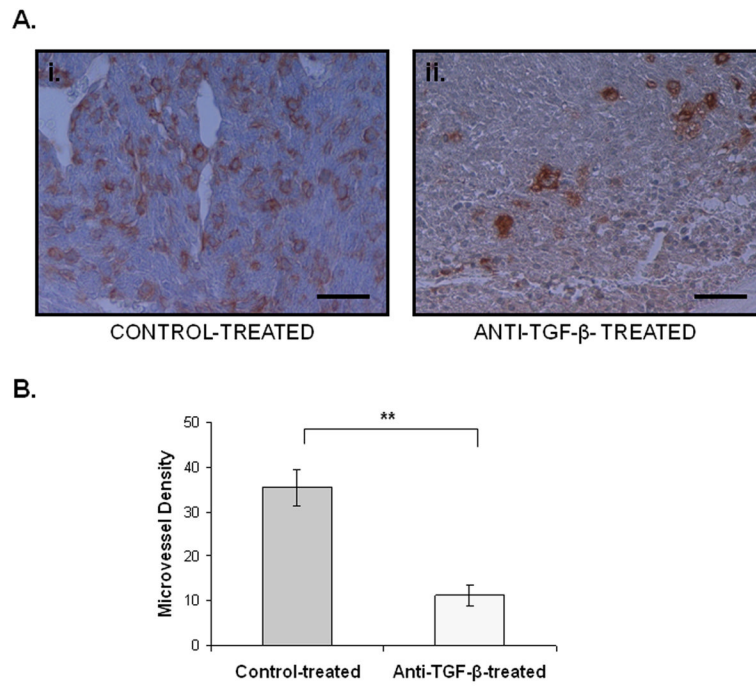 A.
i.
ii.
CONTROL-TREATED
ANTI-TGF-β- TREATED
B.
**
50
40
30
20
10
0
Microvessel Density
Control-treated
Anti-TGF-β-treated